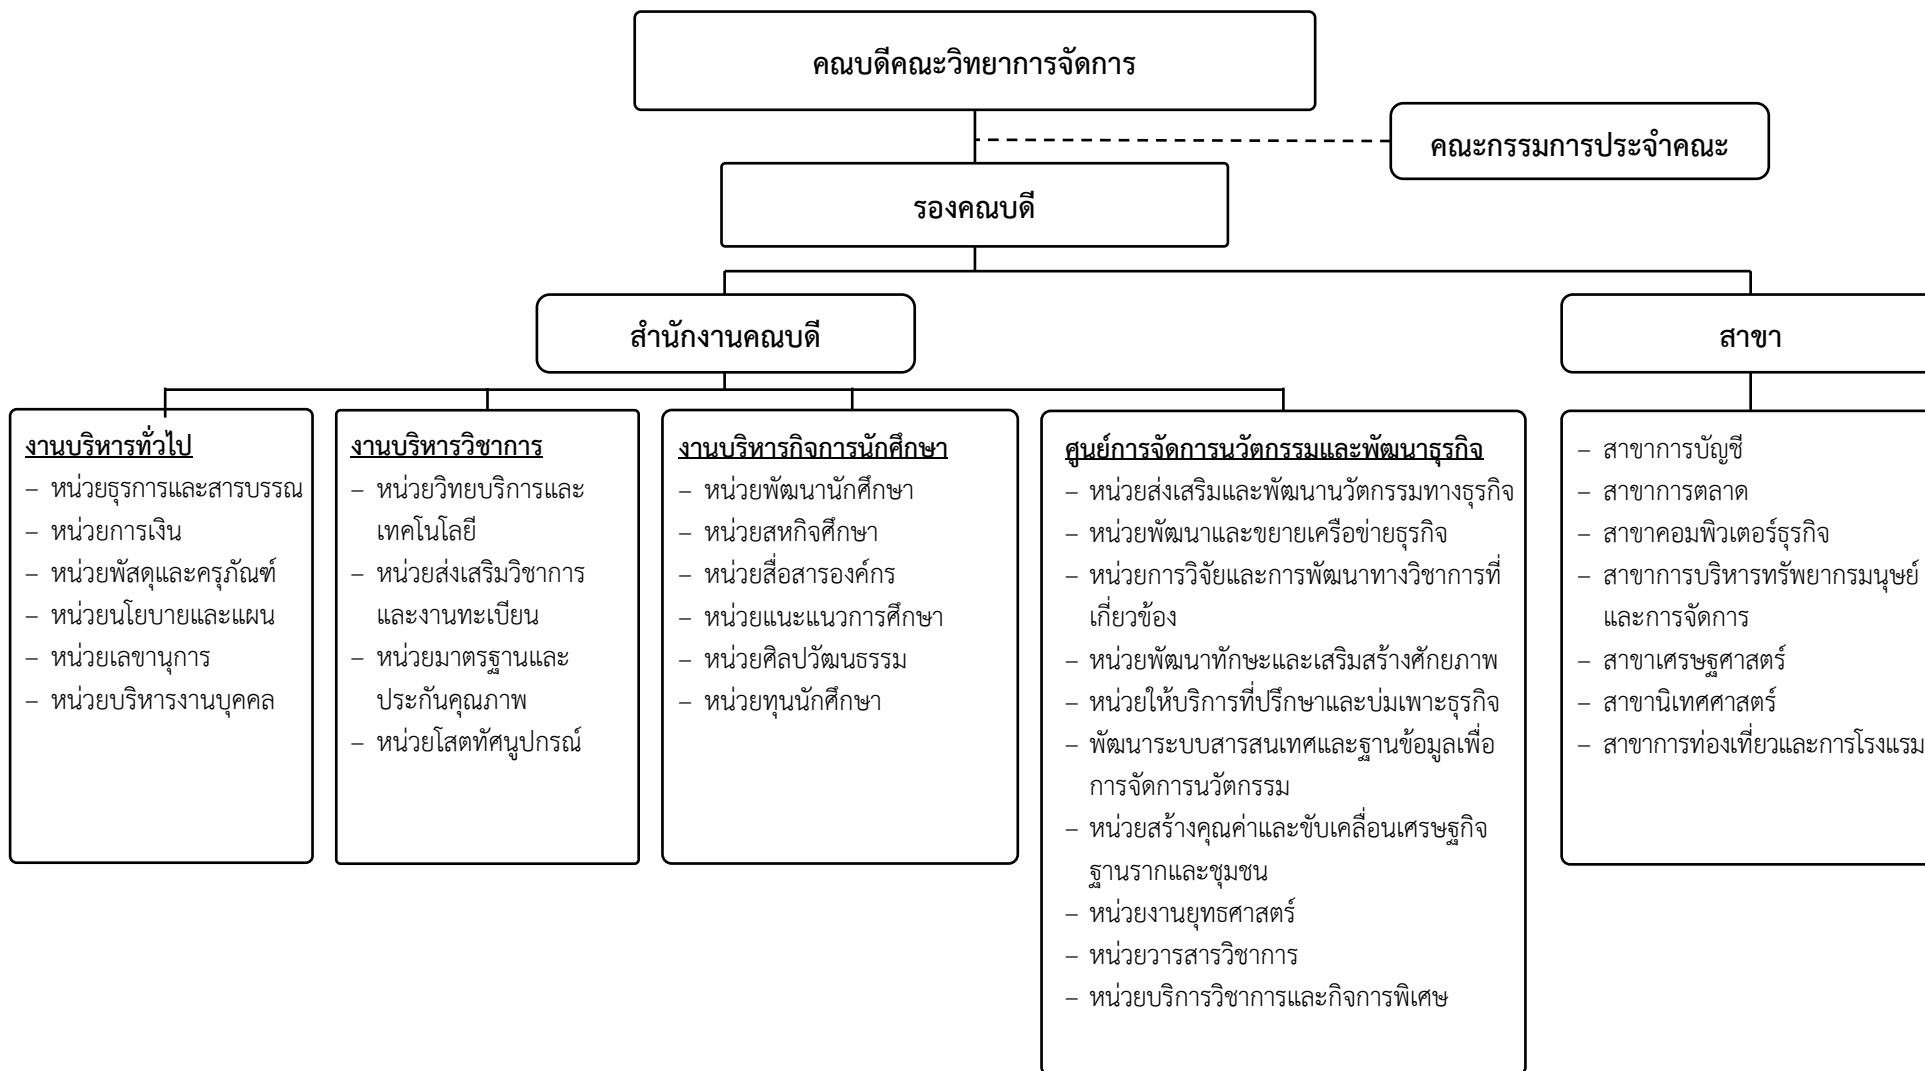 คณบดีคณะวิทยาการจัดการ
คณะกรรมการประจำคณะ
รองคณบดี
สำนักงานคณบดี
สาขา
งานบริหารทั่วไป
– หน่วยธุรการและสารบรรณ
– หน่วยการเงิน
– หน่วยพัสดุและครุภัณฑ์
– หน่วยนโยบายและแผน
– หน่วยเลขานุการ
– หน่วยบริหารงานบุคคล
งานบริหารวิชาการ
– หน่วยวิทยบริการและ
เทคโนโลยี
– หน่วยส่งเสริมวิชาการ
และงานทะเบียน
– หน่วยมาตรฐานและ
ประกันคุณภาพ
– หน่วยโสตทัศนูปกรณ์
งานบริหารกิจการนักศึกษา
– หน่วยพัฒนานักศึกษา
– หน่วยสหกิจศึกษา
– หน่วยสื่อสารองค์กร
– หน่วยแนะแนวการศึกษา
– หน่วยศิลปวัฒนธรรม
– หน่วยทุนนักศึกษา
ศูนย์การจัดการนวัตกรรมและพัฒนาธุรกิจ
– หน่วยส่งเสริมและพัฒนานวัตกรรมทางธุรกิจ
– หน่วยพัฒนาและขยายเครือข่ายธุรกิจ
– หน่วยการวิจัยและการพัฒนาทางวิชาการที่
เกี่ยวข้อง
– หน่วยพัฒนาทักษะและเสริมสร้างศักยภาพ
– หน่วยให้บริการที่ปรึกษาและบ่มเพาะธุรกิจ
– พัฒนาระบบสารสนเทศและฐานข้อมูลเพื่อ
การจัดการนวัตกรรม
– หน่วยสร้างคุณค่าและขับเคลื่อนเศรษฐกิจ
ฐานรากและชุมชน
– หน่วยงานยุทธศาสตร์
– หน่วยวารสารวิชาการ
– หน่วยบริการวิชาการและกิจการพิเศษ
– สาขาการบัญชี
– สาขาการตลาด
– สาขาคอมพิวเตอร์ธุรกิจ
– สาขาการบริหารทรัพยากรมนุษย์
และการจัดการ
– สาขาเศรษฐศาสตร์
– สาขานิเทศศาสตร์
– สาขาการท่องเที่ยวและการโรงแรม